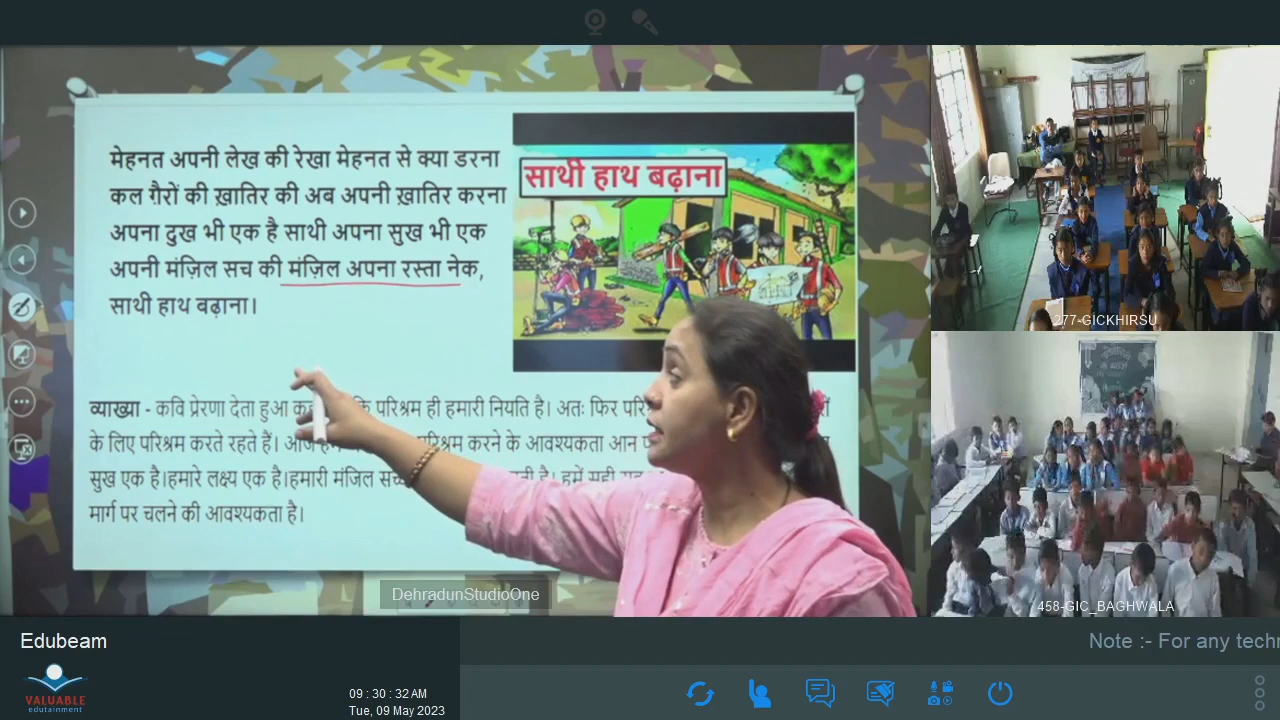 मेहनत अपनी लेख की रेखा मेहनत से क्या डरना
कल ग़ैरों की ख़ातिर की अब अपनी ख़ातिर करना
अपना दुख भी एक है साथी अपना सुख भी एक
अपनी मंज़िल सच की मंज़िल अपना रस्ता नेक,
साथी हाथ बढ़ाना।
साथी हाथ बढ़ाना
व्याख्या - कवि प्रेरणा देता हुआ कि परिश्रम ही हमारी नियति है। अतः फिर
के लिए परिश्रम करते रहते हैं। परिश्रम करने के आवश्यकता आन
सुख एक है।हमारे लक्ष्य एक है।हमारी मंजिल है। हमें सही
मार्ग पर चलने की आवश्यकता है।
DehradunStudioOne
277-GICKHIRSU
458-GIC_BAGHWALA
Edubeam
VALUABLE
edutainment
09 : 30 : 32 AM
Tue, 09 May 2023
Note :- For any techn